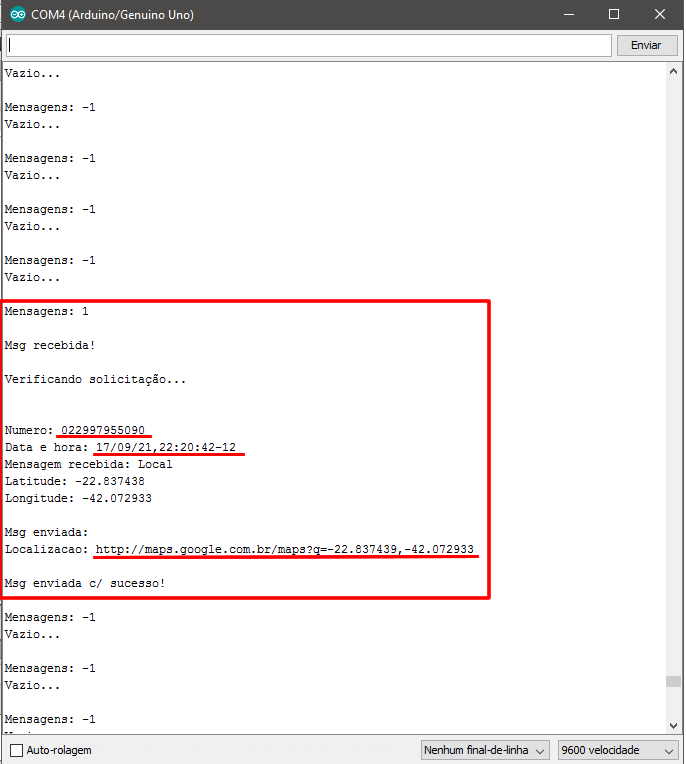 COM4 (Arduino/Genuino Uno)
Enviar
Vazio...
Mensagens: -1
Vazio...
Mensagens: -1
Vazio...
Mensagens: -1
Vazio...
Mensagens: -1
Vazio...
Mensagens: 1
Msg recebida!
Verificando solicitação...
Numero: 022997955090
Data e hora: 17/09/21,22:20:42-12
Mensagem recebida: Local
Latitude: -22.837438
Longitude: -42.072933
Msg enviada:
Localizacao: http://maps.google.com.br/maps?q=-22.837439,-42.072933
Msg enviada c/ sucesso!
Mensagens: -1
Vazio...
Mensagens: -1
Vazio...
Mensagens: -1
Auto-rolagem
Nenhum final-de-linha
9600 velocidade